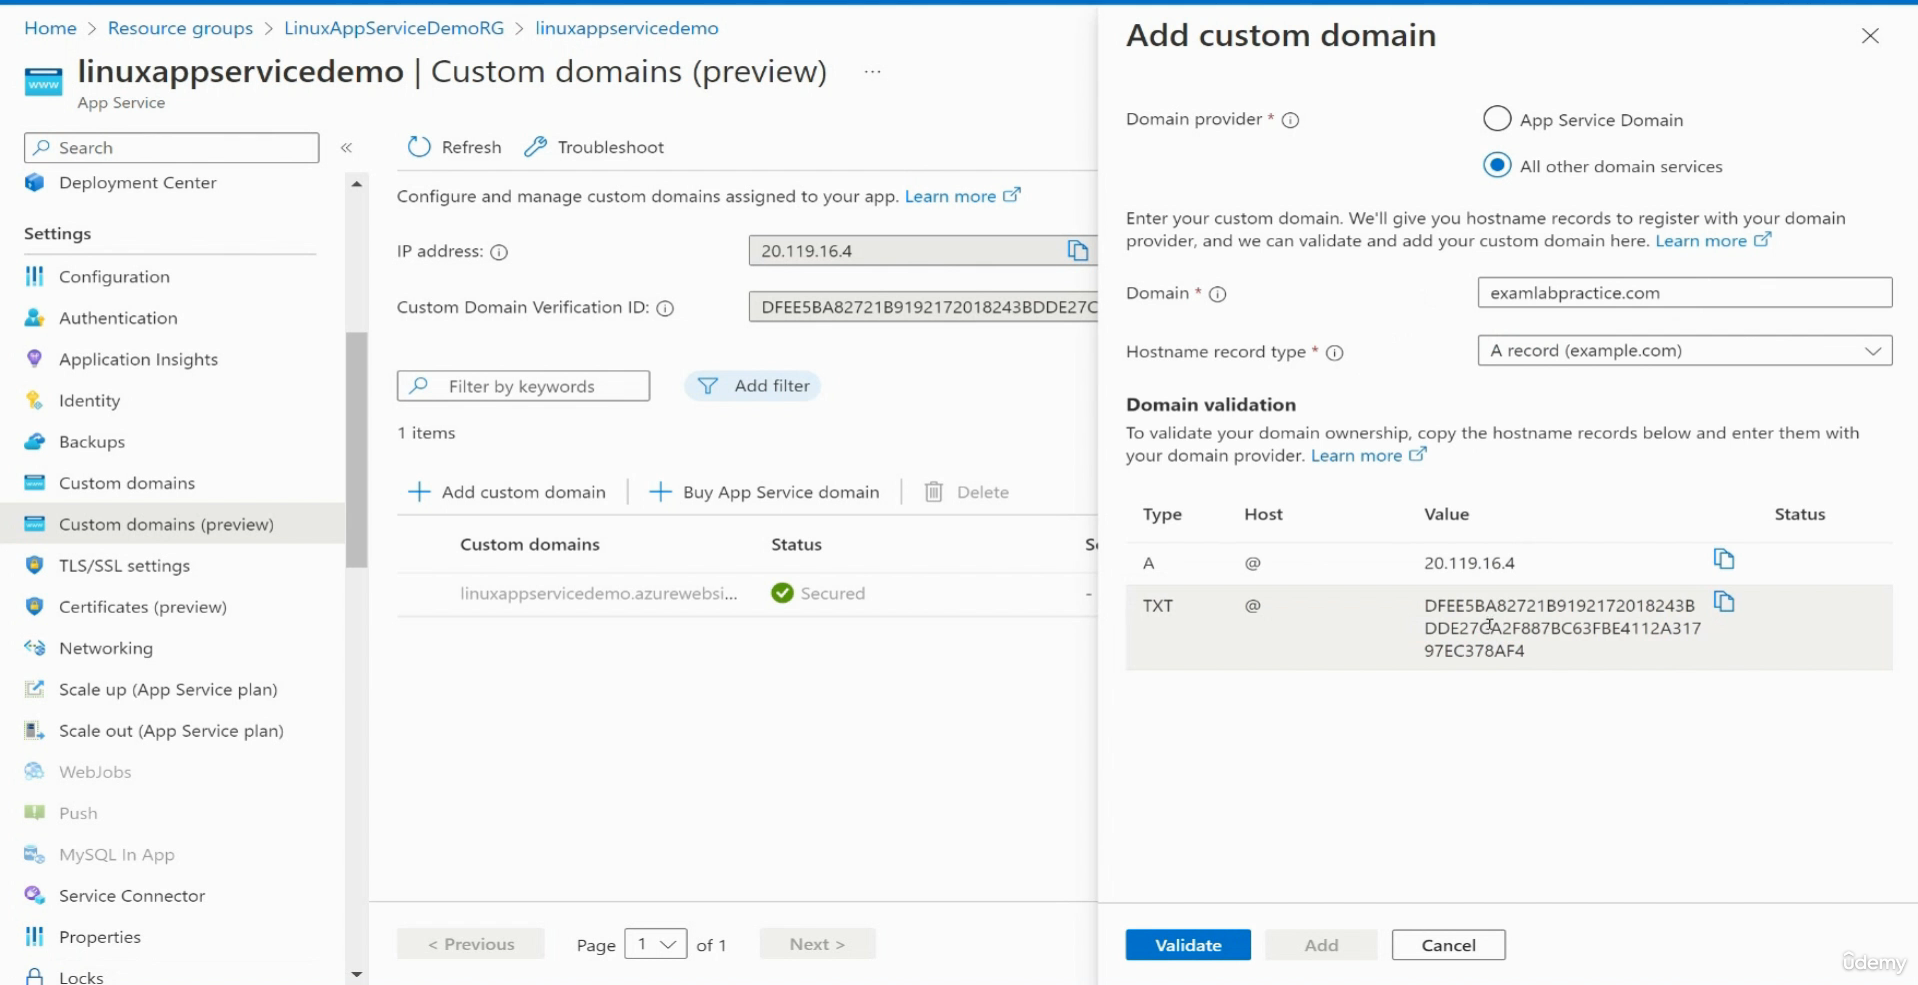 Home > Resource groups > LinuxAppServiceDemoRG > linuxappservicedemo
www
linuxappservicedemo | Custom domains (preview) ...
App Service
Search «
Deployment Center
Settings
Configuration
Authentication
Application Insights
Identity
Backups
Custom domains
Custom domains (preview)
TLS/SSL settings
Certificates (preview)
Networking
Scale up (App Service plan)
Scale out (App Service plan)
WebJobs
Push
MySQL In App
Service Connector
Properties
Locks
Refresh Troubleshoot
Configure and manage custom domains assigned to your app. Learn more
IP address: 20.119.16.4
Custom Domain Verification ID: DFEE5BA82721B9192172018243BDDE27C
Filter by keywords Add filter
1 items
+ Add custom domain | + Buy App Service domain | Delete
Custom domains Status
linuxappservicedemo.azurewebsi... Secured -
< Previous Page 1 of 1 Next >
Add custom domain
Domain provider * App Service Domain
All other domain services
Enter your custom domain. We'll give you hostname records to register with your domain
provider, and we can validate and add your custom domain here. Learn more
Domain * examlabpractice.com
Hostname record type * A record (example.com)
Domain validation
To validate your domain ownership, copy the hostname records below and enter them with
your domain provider. Learn more
Type Host Value Status
A @ 20.119.16.4
TXT @ DFEE5BA82721B9192172018243B
DDE27CA2F887BC63FBE4112A317
97EC378AF4
Validate Add Cancel
ûdemy